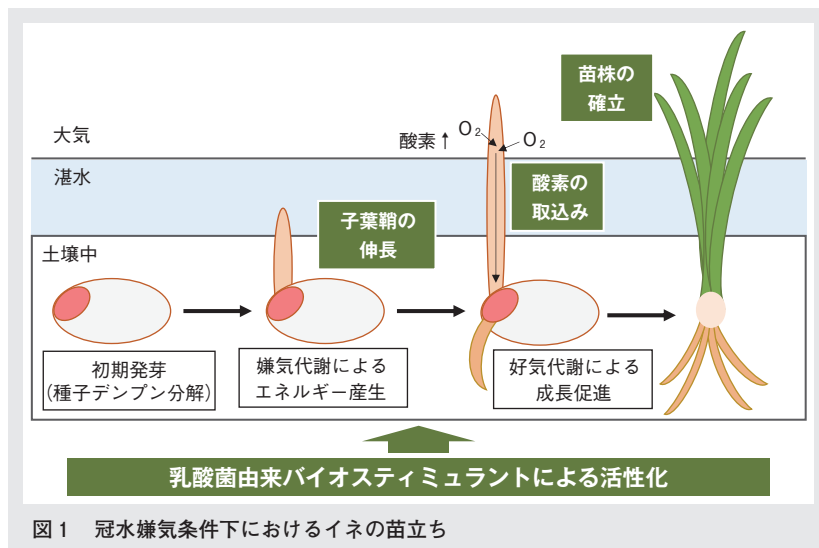 苗株の
確立
大気
酸素↑
O₂
O₂
湛水
酸素の
取込み
子葉鞘の
伸長
土壌中
初期発芽
(種子デンプン分解)
嫌気代謝による
エネルギー産生
好気代謝による
成長促進
乳酸菌由来バイオスティミュラントによる活性化
図1 冠水嫌気条件下におけるイネの苗立ち